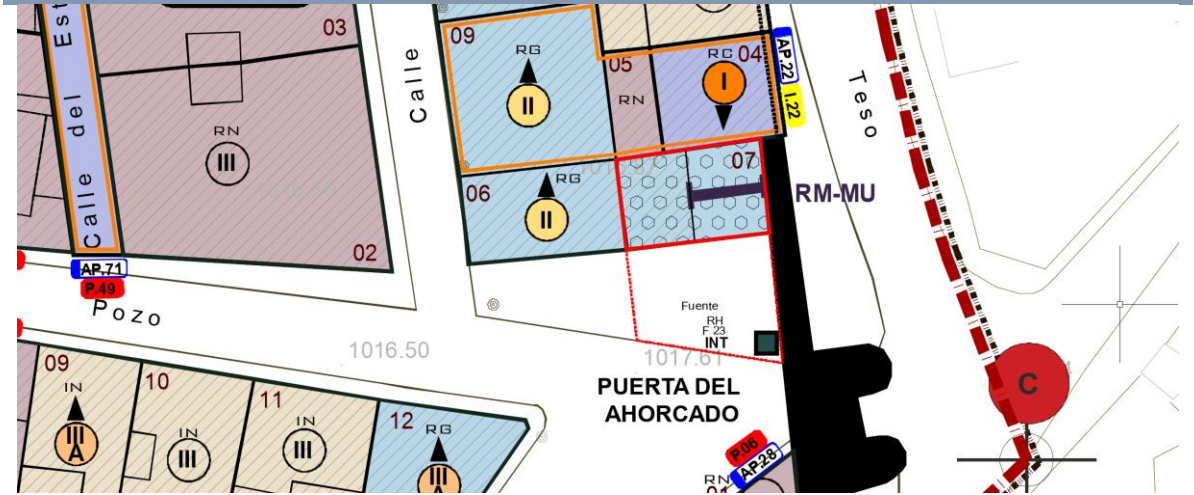 Calle del Est
03
RN
III
02
AP.71
P.49
Pozo
Calle
09
RG
II
05
RN
RC
04
I
AP.22
I.22
Teso
06
RG
II
07
RM-MU
Fuente
RH
F 23
INT
1016.50
1017.61
PUERTA DEL
AHORCADO
C
09
IN
III
A
10
IN
III
11
IN
III
12
RG
III
A
P.06
AP.28
RN
01